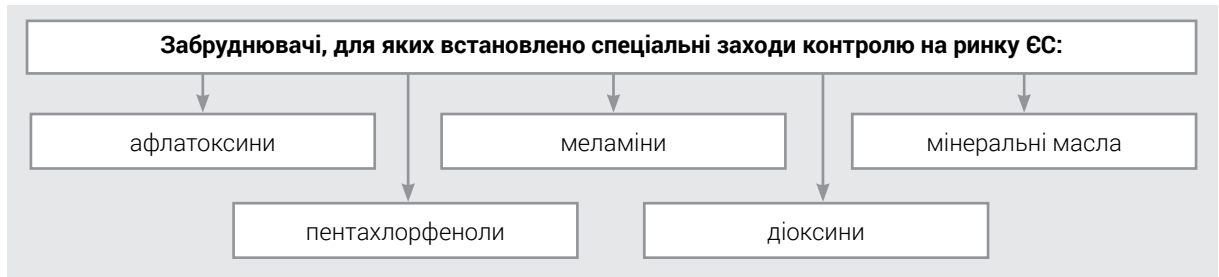 Забруднювачі, для яких встановлено спеціальні заходи контролю на ринку ЄС:
афлатоксини
меламіни
мінеральні масла
пентахлорфеноли
діоксини